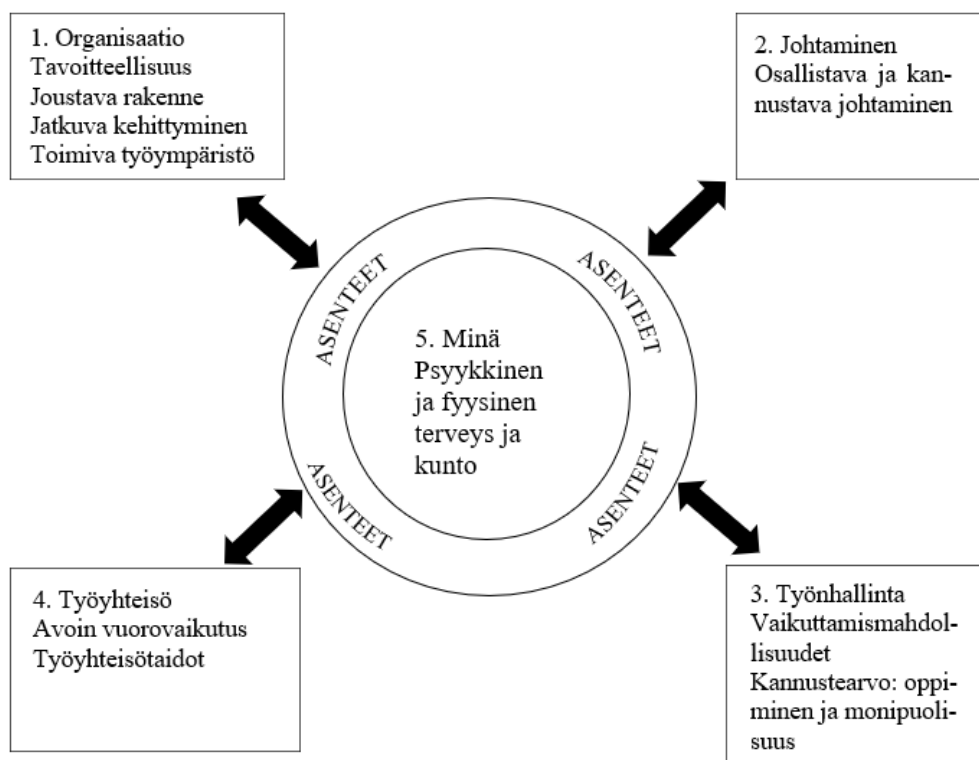 1. Organisaatio
Tavoitteellisuus
Joustava rakenne
Jatkuva kehittyminen
Toimiva työympäristö
2. Johtaminen
Osallistava ja kan-
nustava johtaminen
ASENTEET
ASENTEET
5. Minä
Psyykkinen
ja fyysinen
terveys ja
kunto
ASENTEET
ASENTEET
4. Työyhteisö
Avoin vuorovaikutus
Työyhteisötaidot
3. Työnhallinta
Vaikuttamismahdol-
lisuudet
Kannustearvo: oppi-
minen ja monipuoli-
suus